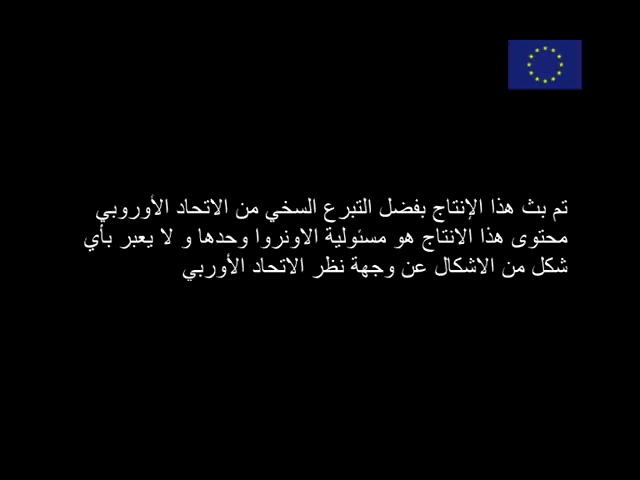 تم بث هذا الإنتاج بفضل التبرع السخي من الاتحاد الأوروبي
محتوى هذا الانتاج هو مسئولية الاونروا وحدها و لا يعبر بأي
شكل من الاشكال عن وجهة نظر الاتحاد الأوربي